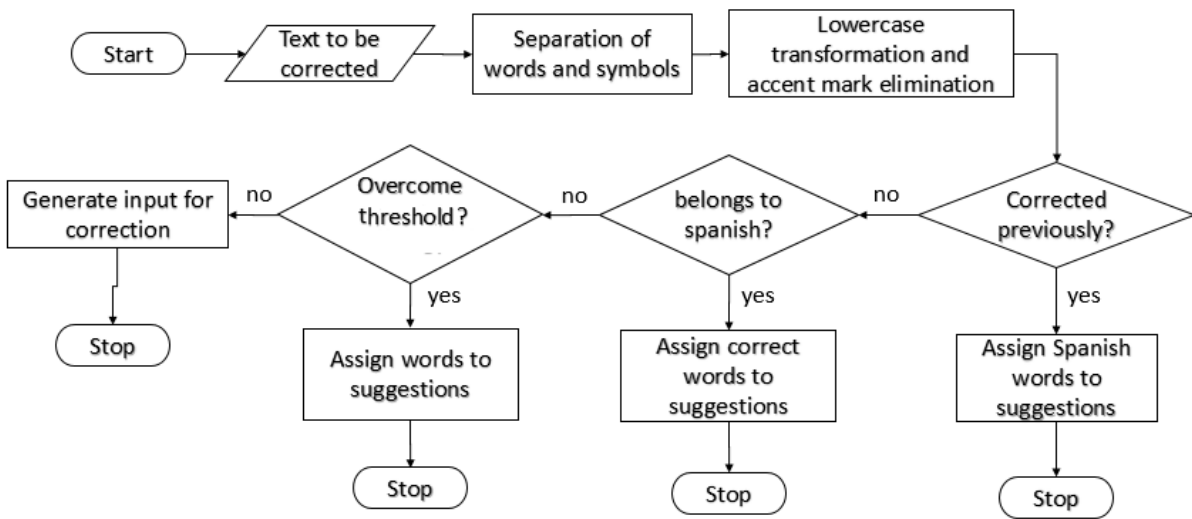 Start
Text to be
corrected
Separation of
words and symbols
Lowercase
transformation and
accent mark elimination
Corrected
previously?
no
belongs to
spanish?
no
Overcome
threshold?
no
Generate input for
correction
yes
yes
yes
Stop
Assign words to
suggestions
Assign correct
words to
suggestions
Assign Spanish
words to
suggestions
Stop
Stop
Stop